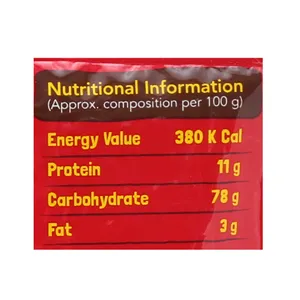 Nutritional Information
(Approx. composition per 100 g)
Energy Value 380 K Cal
Protein 11 g
Carbohydrate 78 g
Fat 3 g